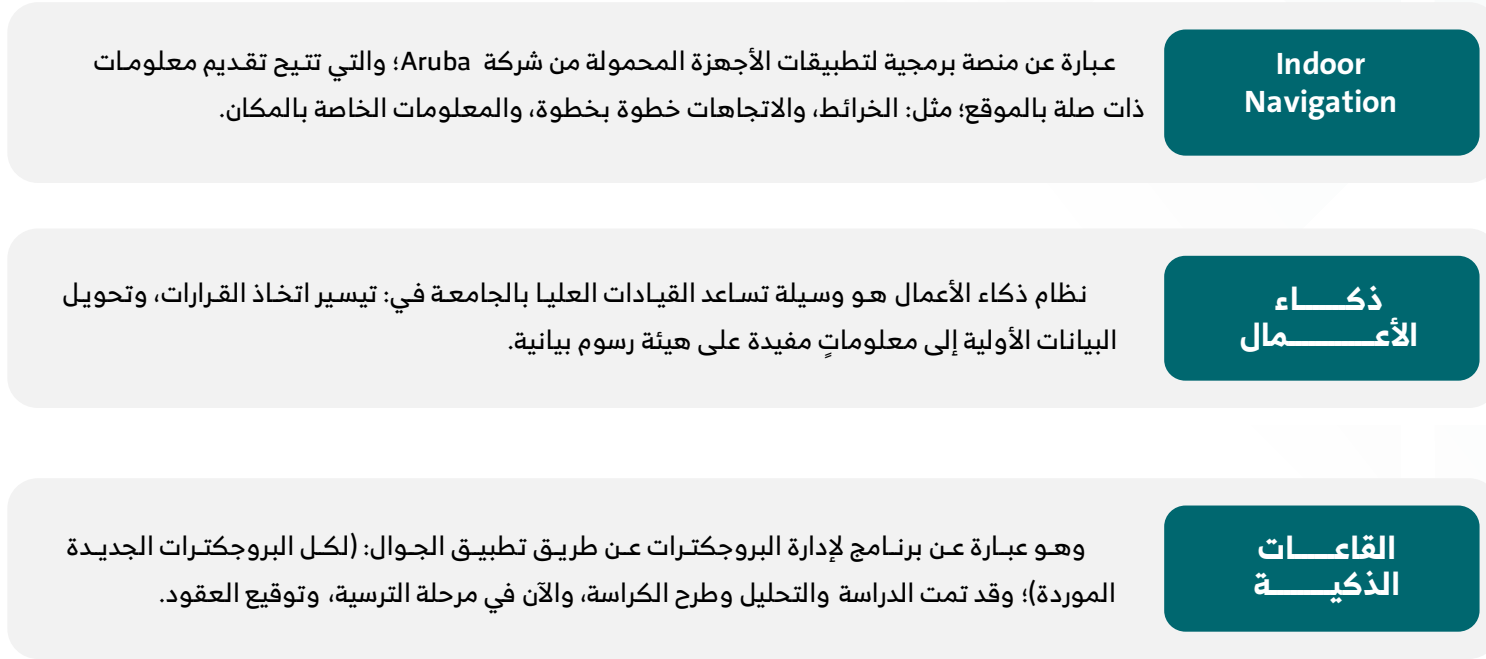 Indoor
Navigation
عبارة عن منصة برمجية لتطبيقات الأجهزة المحمولة من شركة Aruba؛ والتي تتيح تقديم معلومات
ذات صلة بالموقع؛ مثل: الخرائط، والاتجاهات خطوة بخطوة، والمعلومات الخاصة بالمكان.
ذكــــاء
الأعـــــــمال
نظام ذكاء الأعمال هو وسيلة تساعد القيادات العليا بالجامعة في: تيسير اتخاذ القرارات، وتحويل
البيانات الأولية إلى معلوماتٍ مفيدة على هيئة رسوم بيانية.
القاعــــات
الذكيـــــــة
وهو عبارة عن برنامج لإدارة البروجكترات عن طريق تطبيق الجوال: (لكل البروجكترات الجديدة
الموردة)؛ وقد تمت الدراسة والتحليل وطرح الكراسة، والآن في مرحلة الترسية، وتوقيع العقود.